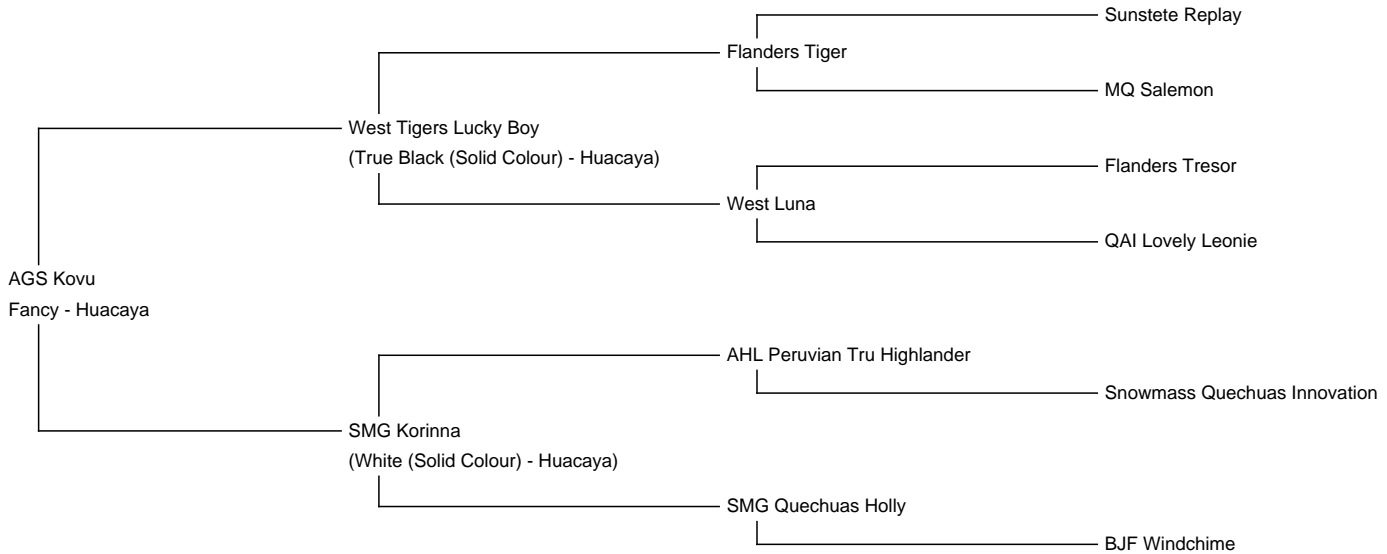 Sunstete Replay
Flanders Tiger
MQ Salemon
West Tigers Lucky Boy
(True Black (Solid Colour) - Huacaya)
Flanders Tresor
West Luna
QAI Lovely Leonie
AGS Kovu
Fancy - Huacaya
AHL Peruvian Tru Highlander
Snowmass Quechuas Innovation
SMG Korinna
(White (Solid Colour) - Huacaya)
SMG Quechuas Holly
BJF Windchime